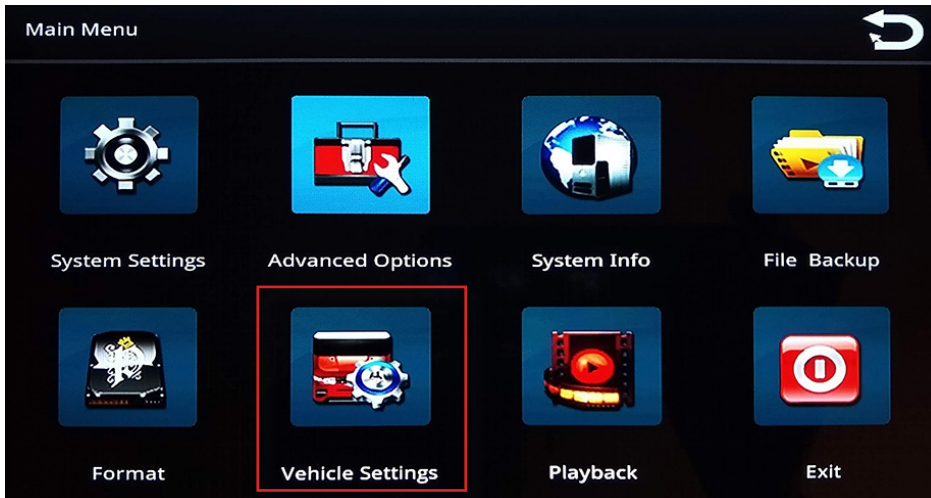 Main Menu
System Settings
Advanced Options
System Info
File Backup
Format
Vehicle Settings
Playback
Exit